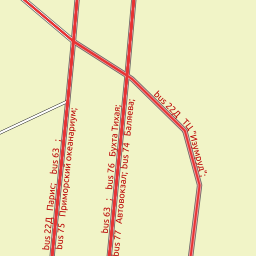 bus 22Д   ТЦ "Изумруд";
bus 22Д   Парис;   bus 63   ;
bus 75   Приморский океанариум;
bus 63   ;   bus 76   Бухта Тихая;
bus 77   Автовокзал; bus 74   Баляева;